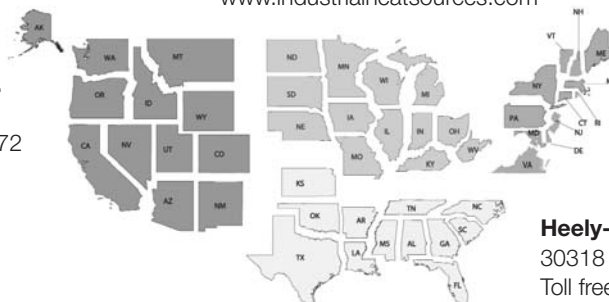 www.industrialheatsources.com
AK
WA
MT
OR
ID
WY
CA
NV
UT
CO
AZ
NM
ND
MN
SD
WI
MI
NE
IA
IL
IN
OH
MO
KY
WV
KS
OK
AR
TN
NC
TX
LA
MS
AL
GA
SC
FL
NH
VT
ME
NY
PA
CT
RI
NJ
MD
DE
VA
72
Heely-
30318
Toll free